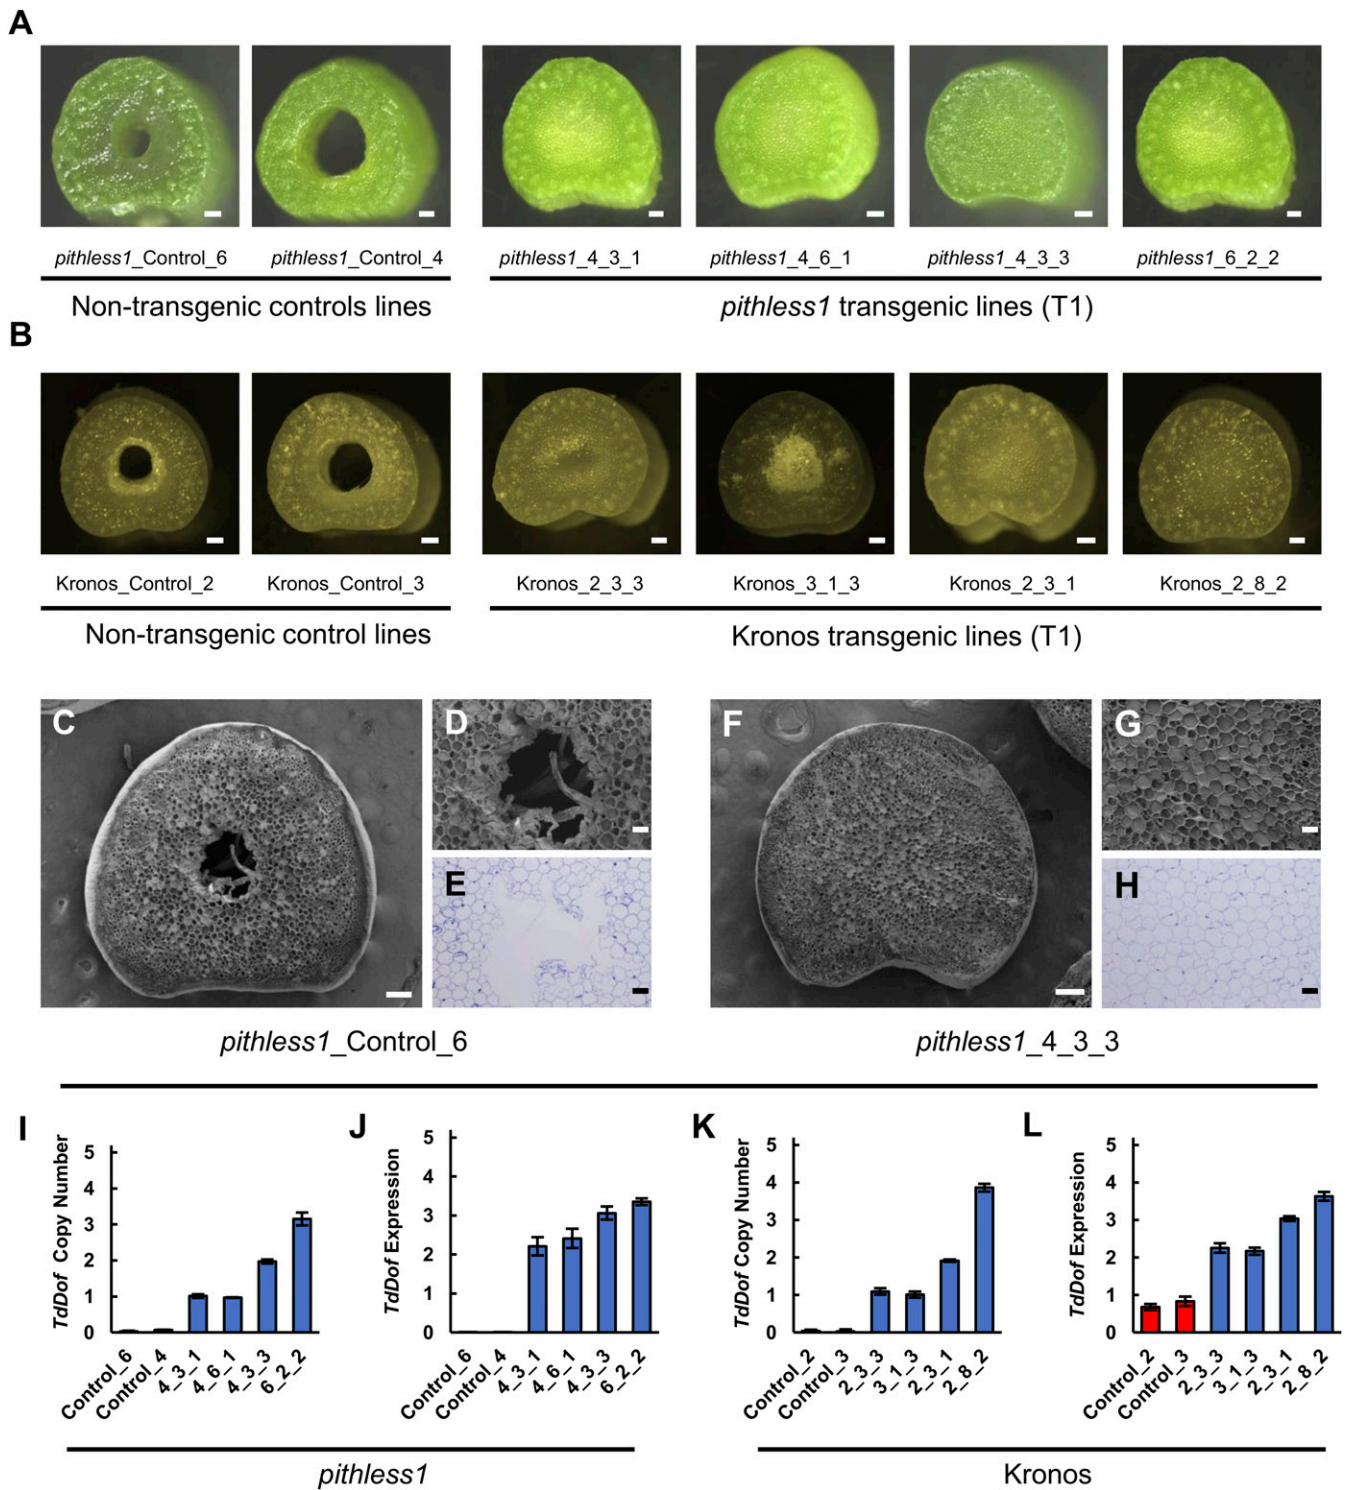 A
pithless1_Control_6 pithless1_Control_4 pithless1_4_3_1 pithless1_4_6_1 pithless1_4_3_3 pithless1_6_2_2
Non-transgenic controls lines pithless1 transgenic lines (T1)
B
Kronos_Control_2 Kronos_Control_3 Kronos_2_3_3 Kronos_3_1_3 Kronos_2_3_1 Kronos_2_8_2
Non-transgenic control lines Kronos transgenic lines (T1)
C D F G
E H
pithless1_Control_6 pithless1_4_3_3
I
TdDof Copy Number
5
4
3
2
1
0
Control_6 Control_4 4_3_1 4_6_1 4_3_3 6_2_2
J
TdDof Expression
5
4
3
2
1
0
Control_6 Control_4 4_3_1 4_6_1 4_3_3 6_2_2
pithless1
K
TdDof Copy Number
5
4
3
2
1
0
Control_2 Control_3 2_3_3 3_1_3 2_3_1 2_8_2
L
TdDof Expression
5
4
3
2
1
0
Control_2 Control_3 2_3_3 3_1_3 2_3_1 2_8_2
Kronos